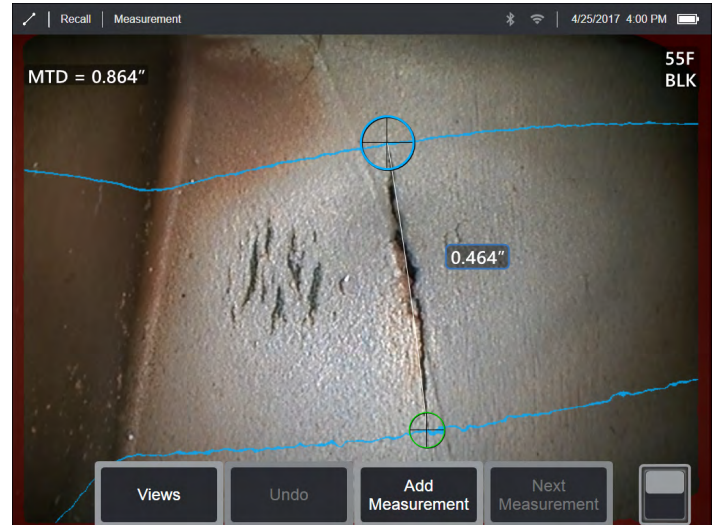 Recall | Measurement
4/25/2017 4:00 PM
MTD = 0.864"
55F
BLK
0.464"
Views
Undo
Add
Measurement
Next
Measurement